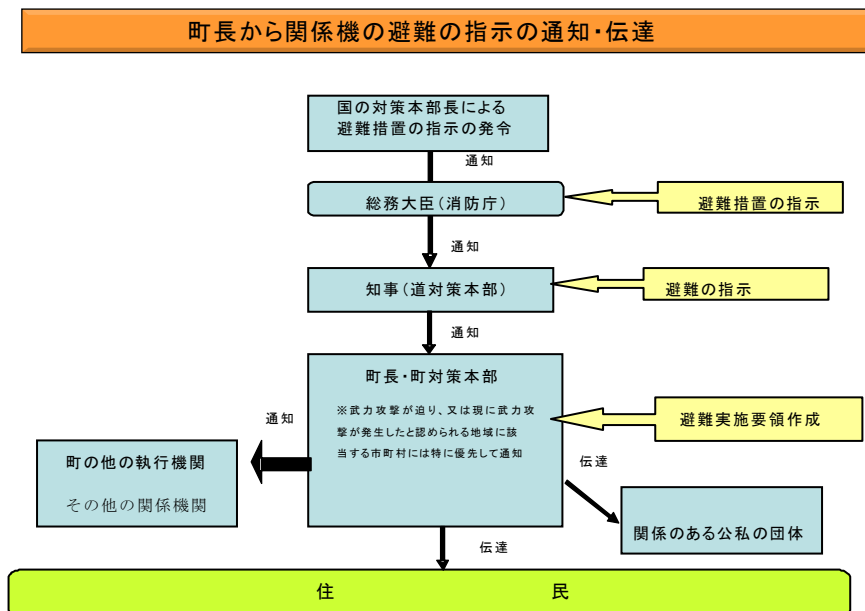 町長から関係機の避難の指示の通知・伝達
国の対策本部長による
避難措置の指示の発令
通知
総務大臣(消防庁)
避難措置の指示
通知
知事(道対策本部)
避難の指示
通知
町長・町対策本部
※武力攻撃が迫り、又は現に武力攻
撃が発生したと認められる地域に該
当する市町村には特に優先して通知
避難実施要領作成
通知
町の他の執行機関
その他の関係機関
伝達
関係のある公私の団体
伝達
住 民